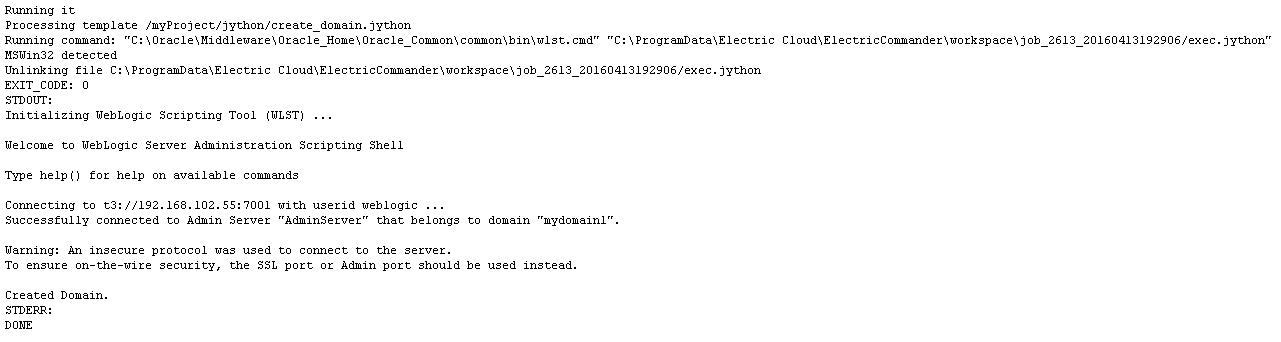 Running it
Processing template /myProject/jython/create_domain.jython
Running command: "C:\Oracle\Middleware\Oracle_Home\Oracle_Common\common\bin\wlst.cmd" "C:\ProgramData\Electric Cloud\ElectricCommander\workspace\job_2613_20160413192906/exec.jython"
MSWin32 detected
Unlinking file C:\ProgramData\Electric Cloud\ElectricCommander\workspace\job_2613_20160413192906/exec.jython
EXIT_CODE: 0
STDOUT:
Initializing WebLogic Scripting Tool (WLST) ...
Welcome to WebLogic Server Administration Scripting Shell
Type help() for help on available commands
Connecting to t3://192.168.102.55:7001 with userid weblogic ...
Successfully connected to Admin Server "AdminServer" that belongs to domain "mydomain1".
Warning: An insecure protocol was used to connect to the server.
To ensure on-the-wire security, the SSL port or Admin port should be used instead.
Created Domain.
STDERR:
DONE